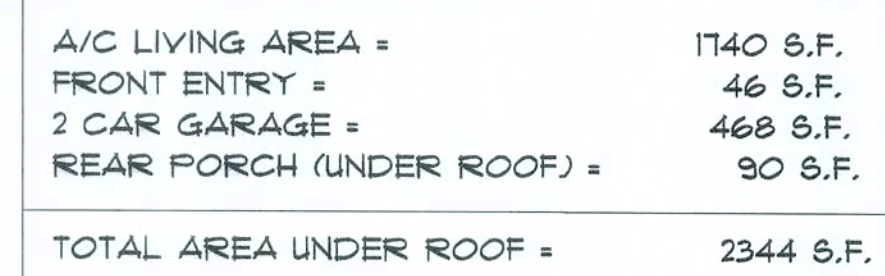 A/C LIVING AREA = 1740 S.F.
FRONT ENTRY = 46 S.F.
2 CAR GARAGE = 468 S.F.
REAR PORCH (UNDER ROOF) = 90 S.F.
TOTAL AREA UNDER ROOF = 2344 S.F.